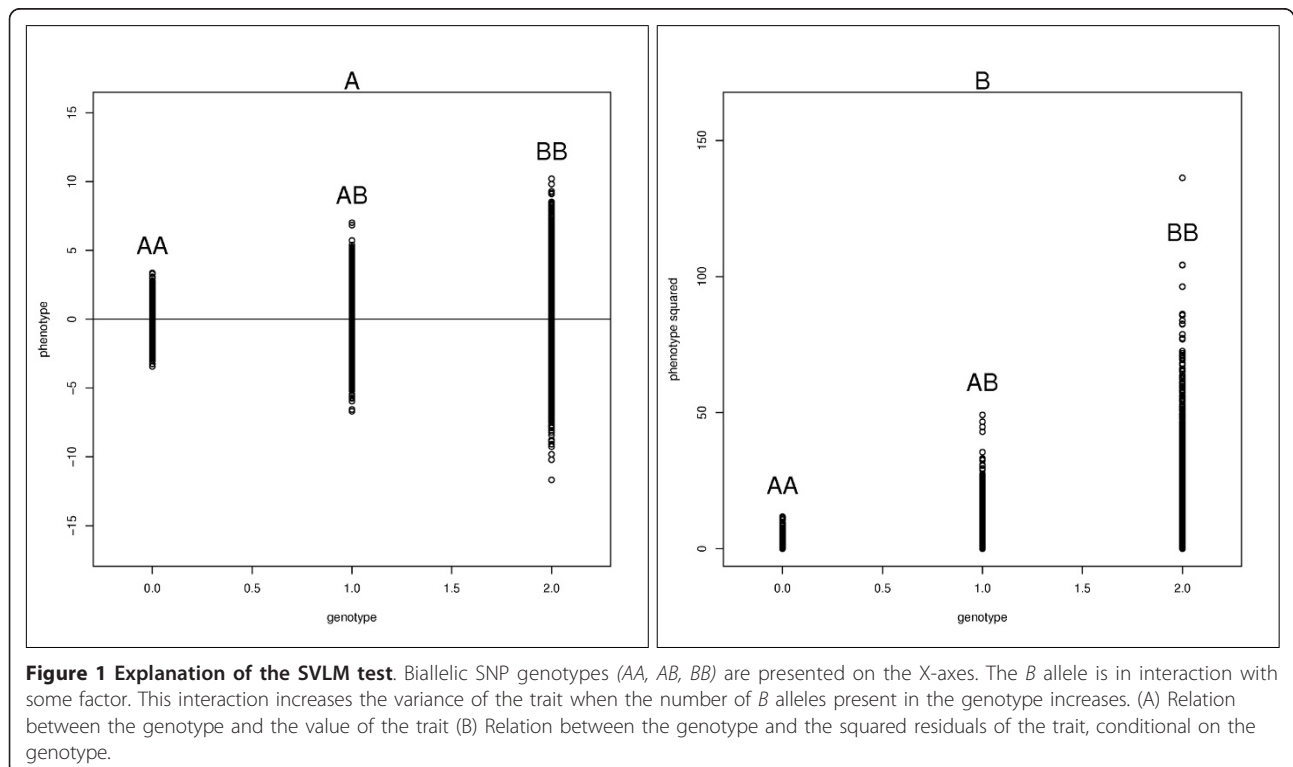 A
15
10
5
0
−5
−10
−15
phenotype
AA
AB
BB
0.0
0.5
1.0
1.5
2.0
genotype
B
150
100
50
0
phenotype squared
AA
AB
BB
0.0
0.5
1.0
1.5
2.0
genotype
Figure 1 Explanation of the SVLM test. Biallelic SNP genotypes (AA, AB, BB) are presented on the X-axes. The B allele is in interaction with
some factor. This interaction increases the variance of the trait when the number of B alleles present in the genotype increases. (A) Relation
between the genotype and the value of the trait (B) Relation between the genotype and the squared residuals of the trait, conditional on the
genotype.